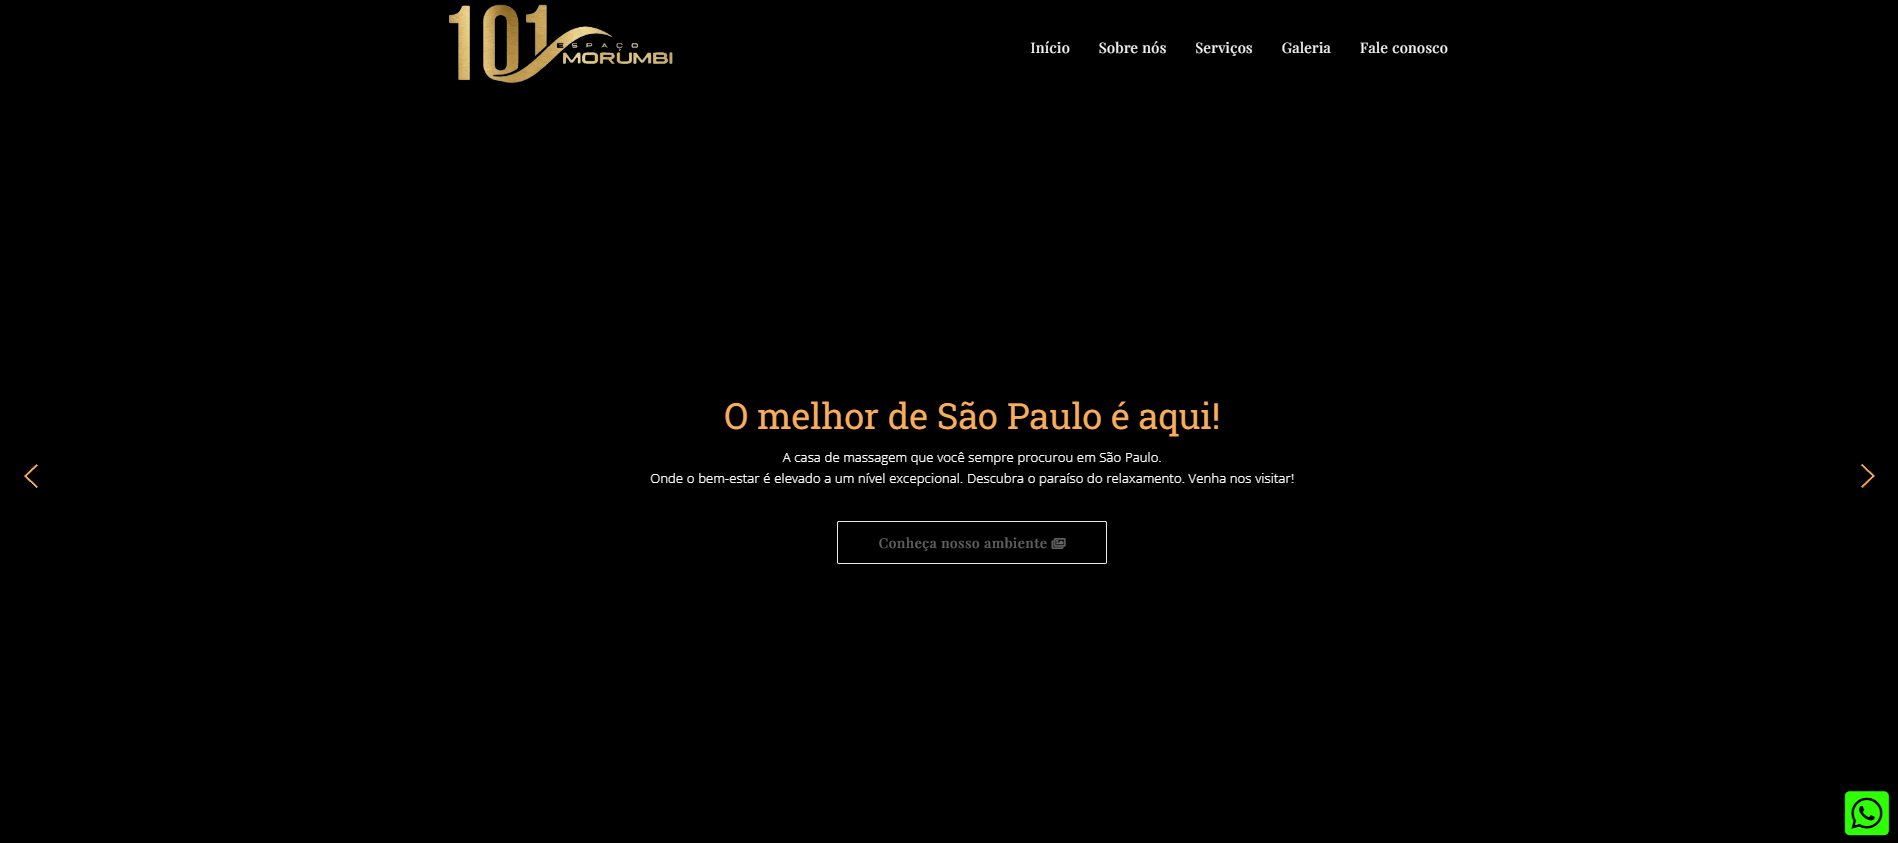 101
ESPAÇO
MORUMBI
Início
Sobre nós
Serviços
Galeria
Fale conosco
O melhor de São Paulo é aqui!
A casa de massagem que você sempre procurou em São Paulo.
Onde o bem-estar é elevado a um nível excepcional. Descubra o paraíso do relaxamento. Venha nos visitar!
Conheça nosso ambiente